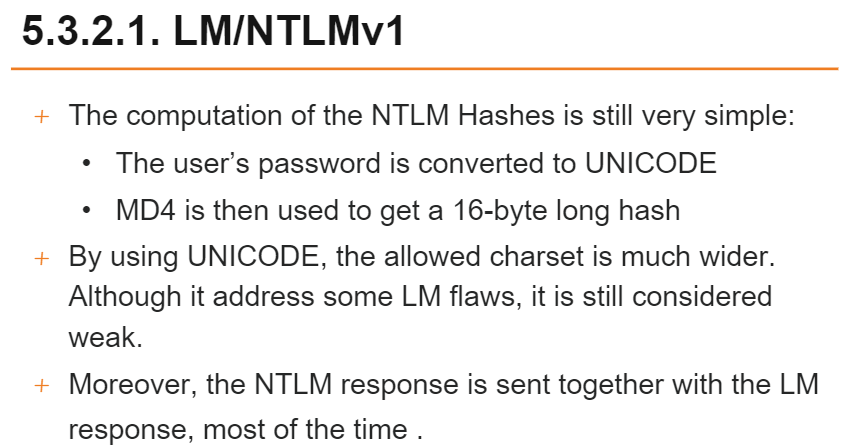 5.3.2.1. LM/NTLMv1
+ The computation of the NTLM Hashes is still very simple:
• The user's password is converted to UNICODE
• MD4 is then used to get a 16-byte long hash
+ By using UNICODE, the allowed charset is much wider.
Although it address some LM flaws, it is still considered
weak.
+ Moreover, the NTLM response is sent together with the LM
response, most of the time .